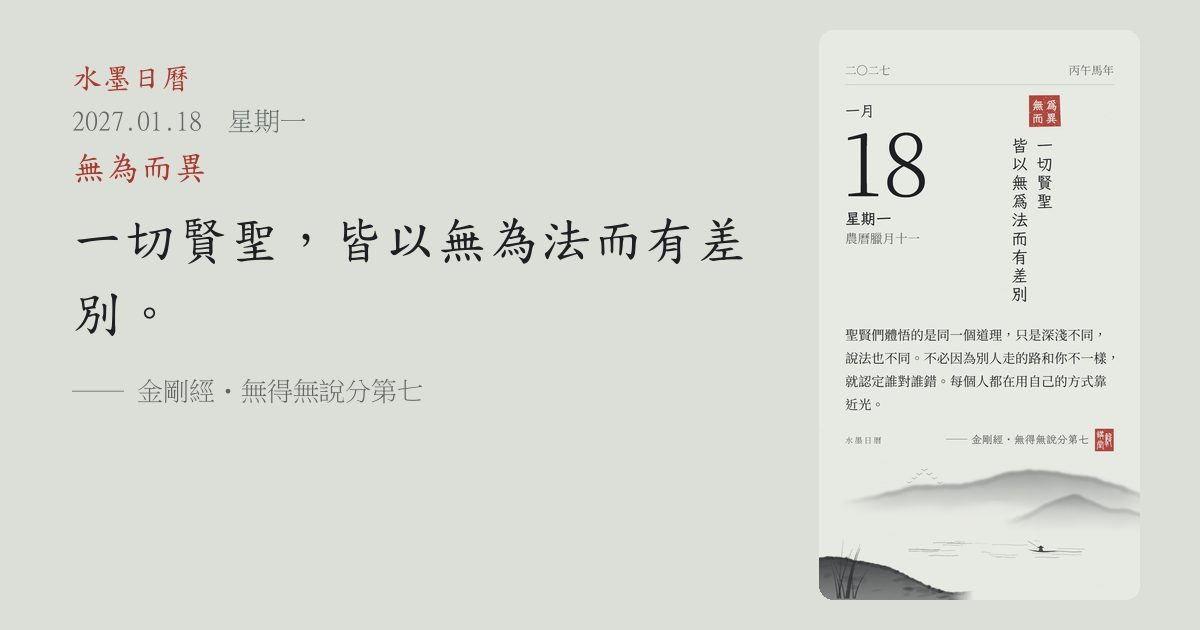 水墨日曆
2027.01.18 星期一
無為而異
一切賢聖，皆以無為法而有差
別。
—— 金剛經・無得無說分第七
二〇二七
丙午馬年
一月
18
星期一
農曆臘月十一
為異
無而
一切賢聖
皆以無爲法而有差別
聖賢們體悟的是同一個道理，只是深淺不同，
說法也不同。不必因為別人走的路和你不一樣，
就認定誰對誰錯。每個人都在用自己的方式靠
近光。
水墨日曆
—— 金剛經・無得無說分第七